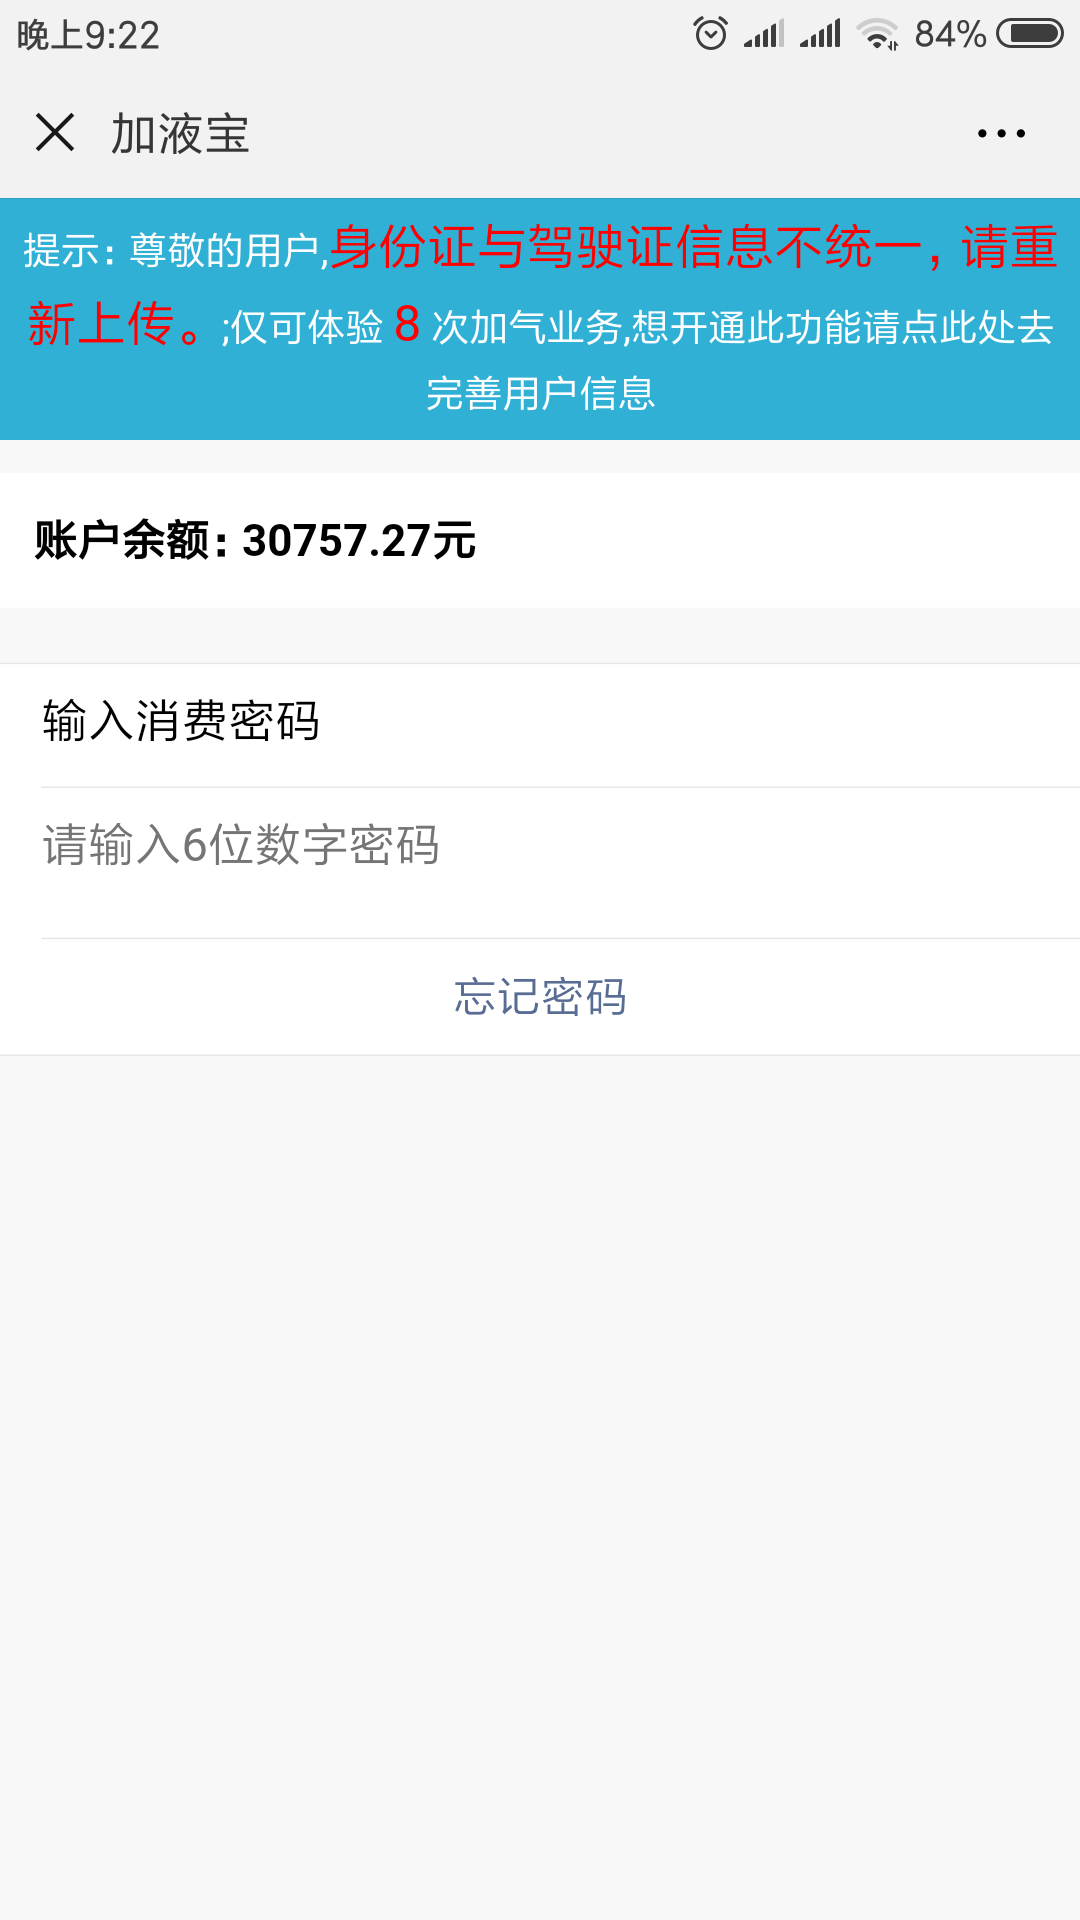 晚上9:22
84%
加液宝
提示：尊敬的用户,身份证与驾驶证信息不统一，请重
新上传。;仅可体验 8 次加气业务,想开通此功能请点此处去
完善用户信息
账户余额：30757.27元
输入消费密码
请输入6位数字密码
忘记密码